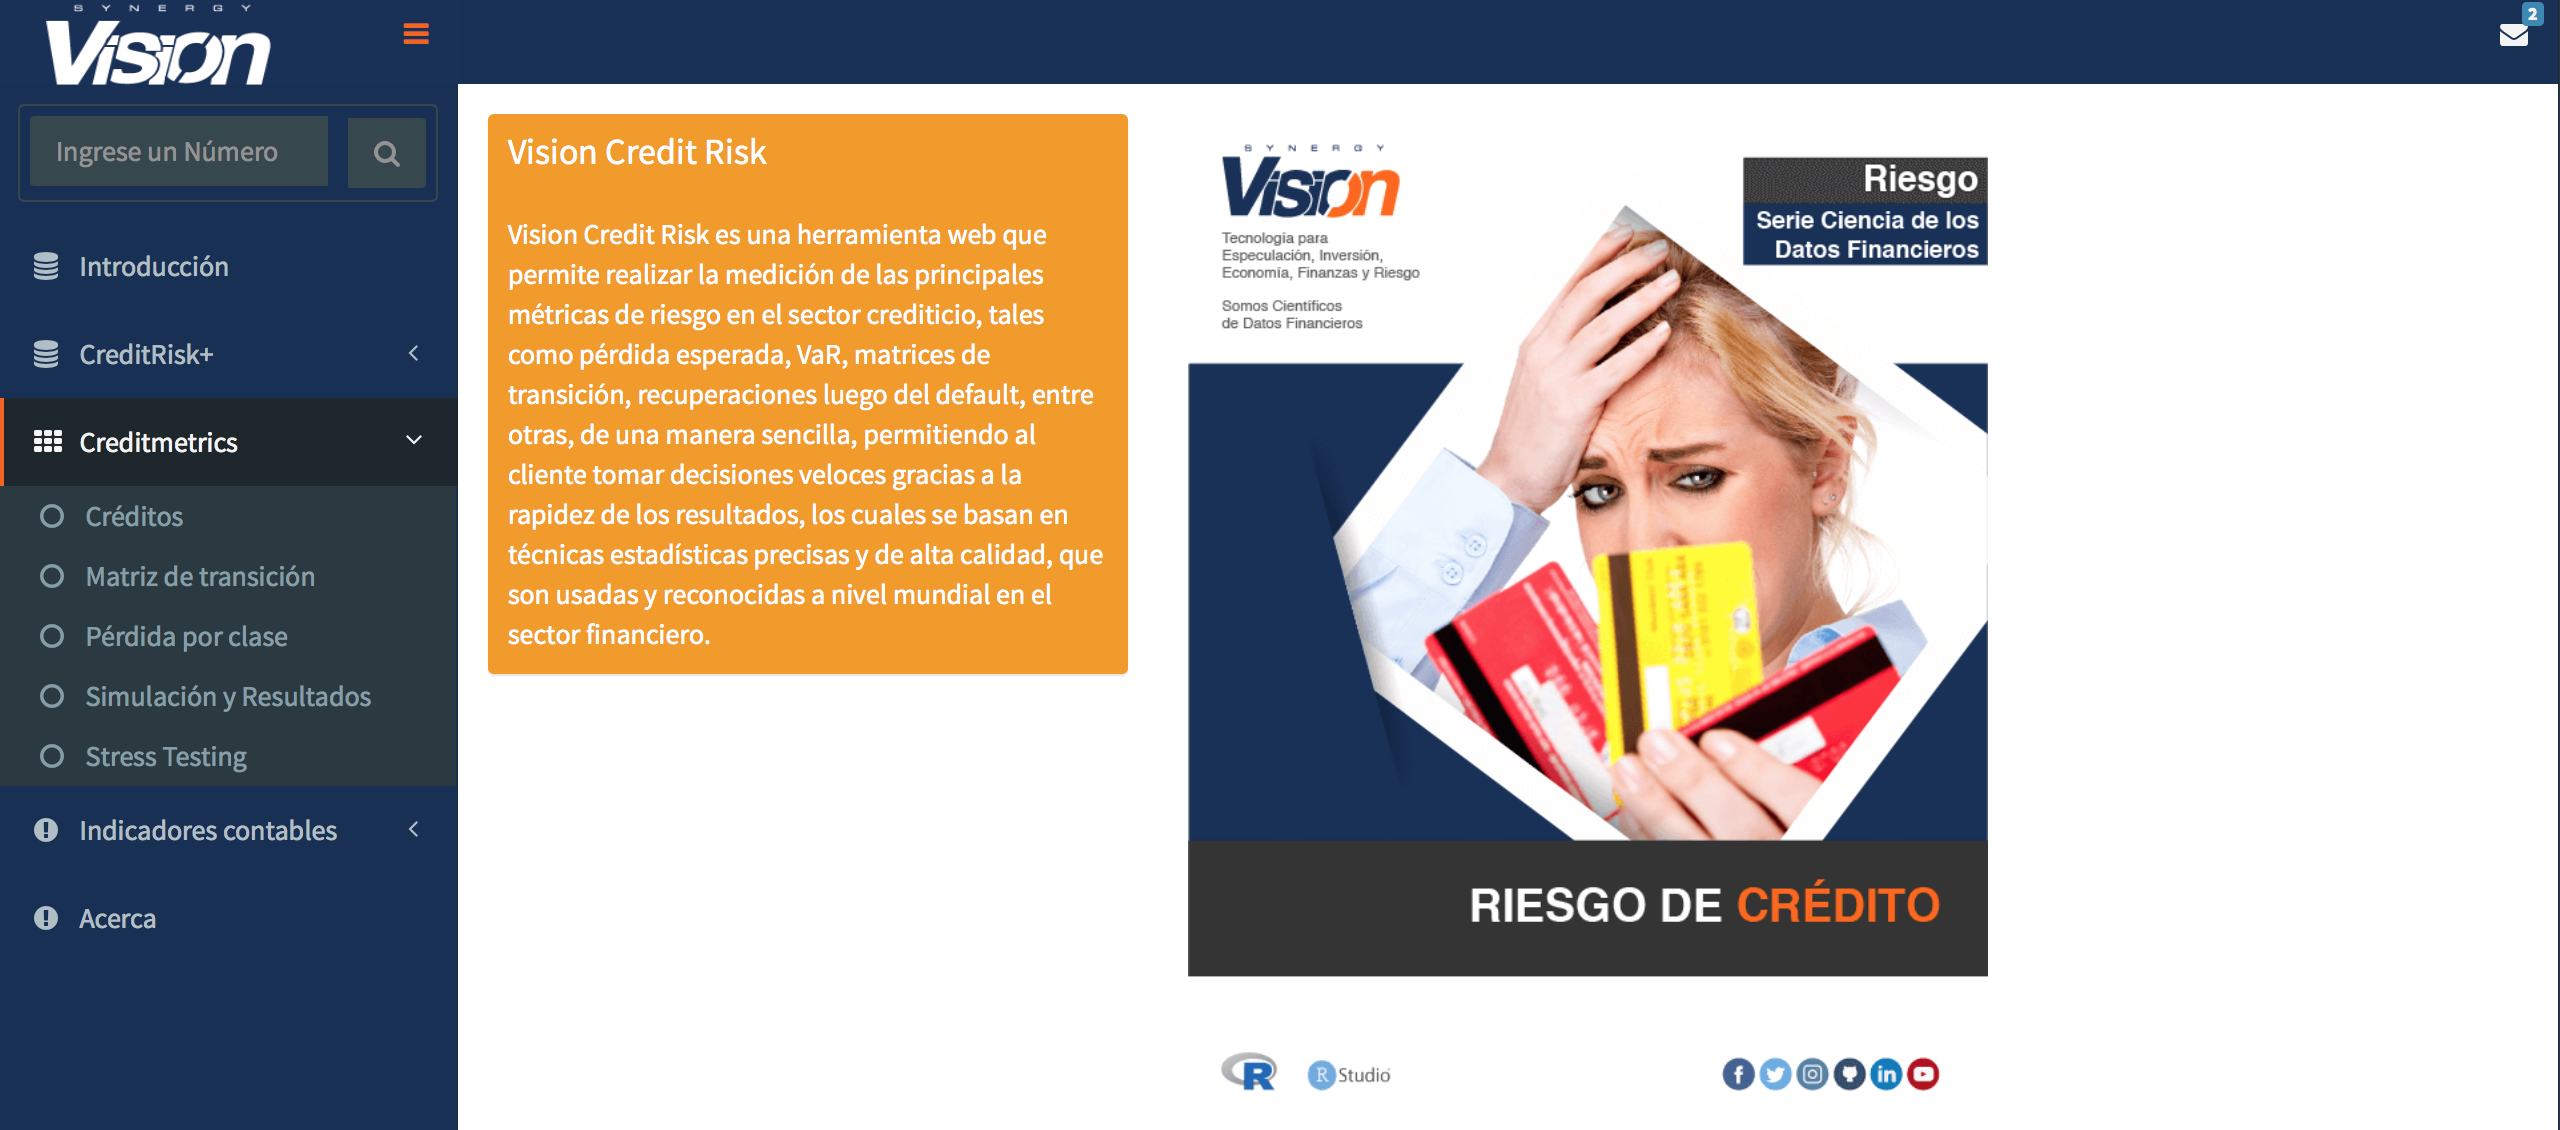 SYNERGY
Vision
2
Ingrese un Número
Introducción
CreditRisk+
Creditmetrics
Créditos
Matriz de transición
Pérdida por clase
Simulación y Resultados
Stress Testing
Indicadores contables
Acerca
Vision Credit Risk
Vision Credit Risk es una herramienta web que
permite realizar la medición de las principales
métricas de riesgo en el sector crediticio, tales
como pérdida esperada, VaR, matrices de
transición, recuperaciones luego del default, entre
otras, de una manera sencilla, permitiendo al
cliente tomar decisiones veloces gracias a la
rapidez de los resultados, los cuales se basan en
técnicas estadísticas precisas y de alta calidad, que
son usadas y reconocidas a nivel mundial en el
sector financiero.
SYNERGY
Vision
Tecnología para
Especulación, Inversión,
Economía, Finanzas y Riesgo
Somos Científicos
de Datos Financieros
Riesgo
Serie Ciencia de los
Datos Financieros
RIESGO DE CRÉDITO
R
R Studio